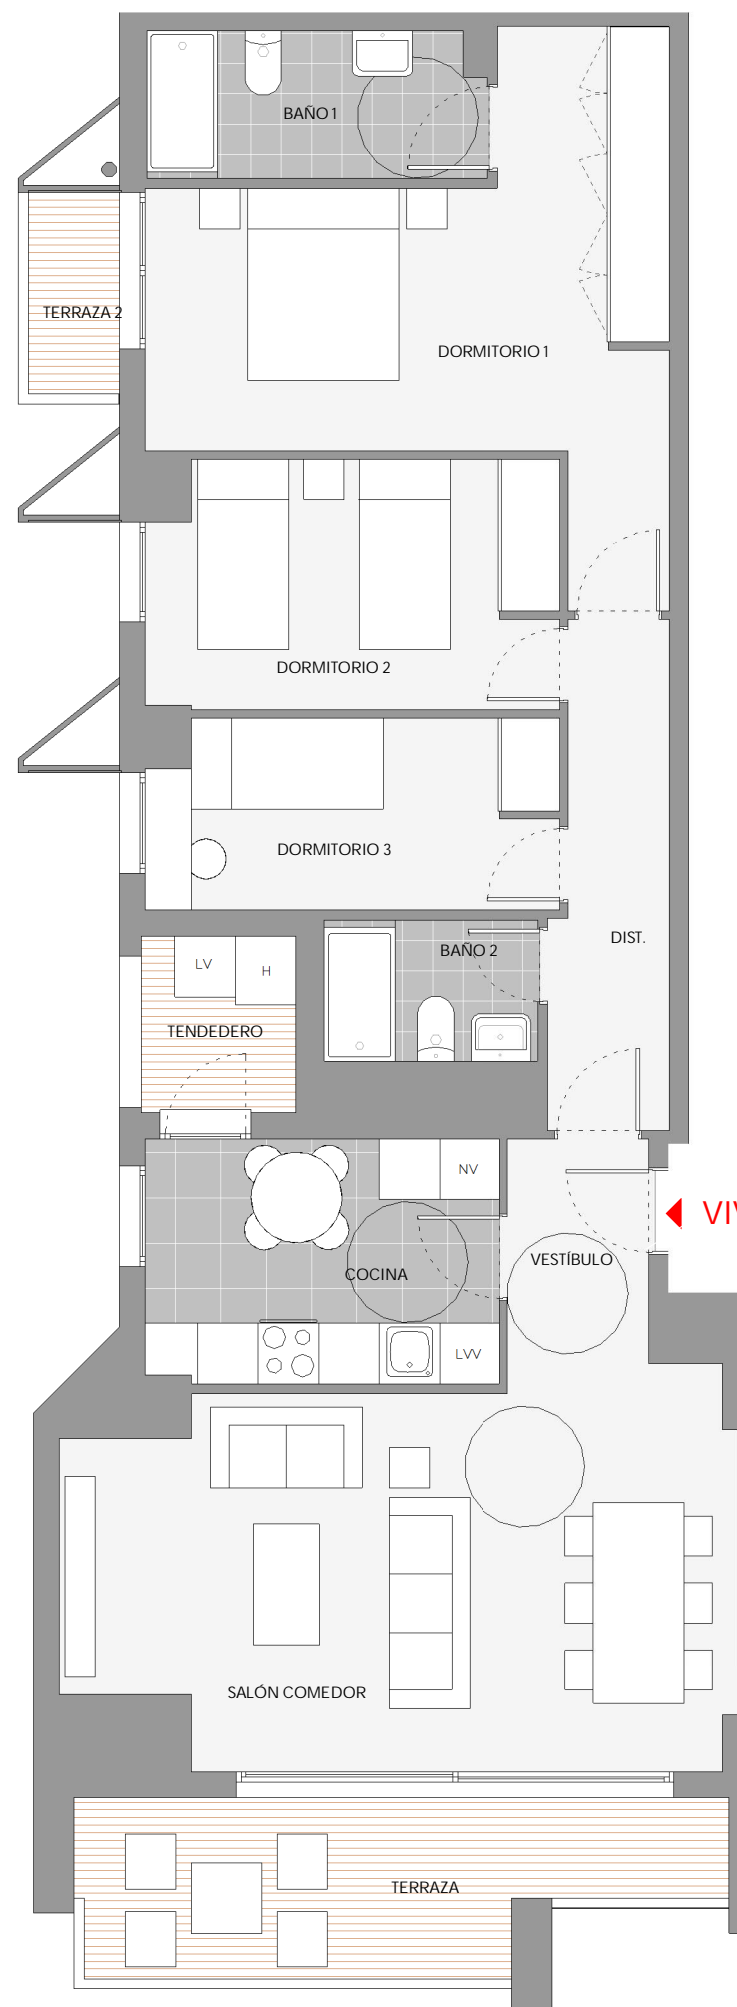 BAÑO 1
TERRAZA 2
DORMITORIO 1
DORMITORIO 2
DORMITORIO 3
DIST.
BAÑO 2
LV
H
TENDEDERO
NV
VIV
VESTÍBULO
COCINA
LVV
SALÓN COMEDOR
TERRAZA